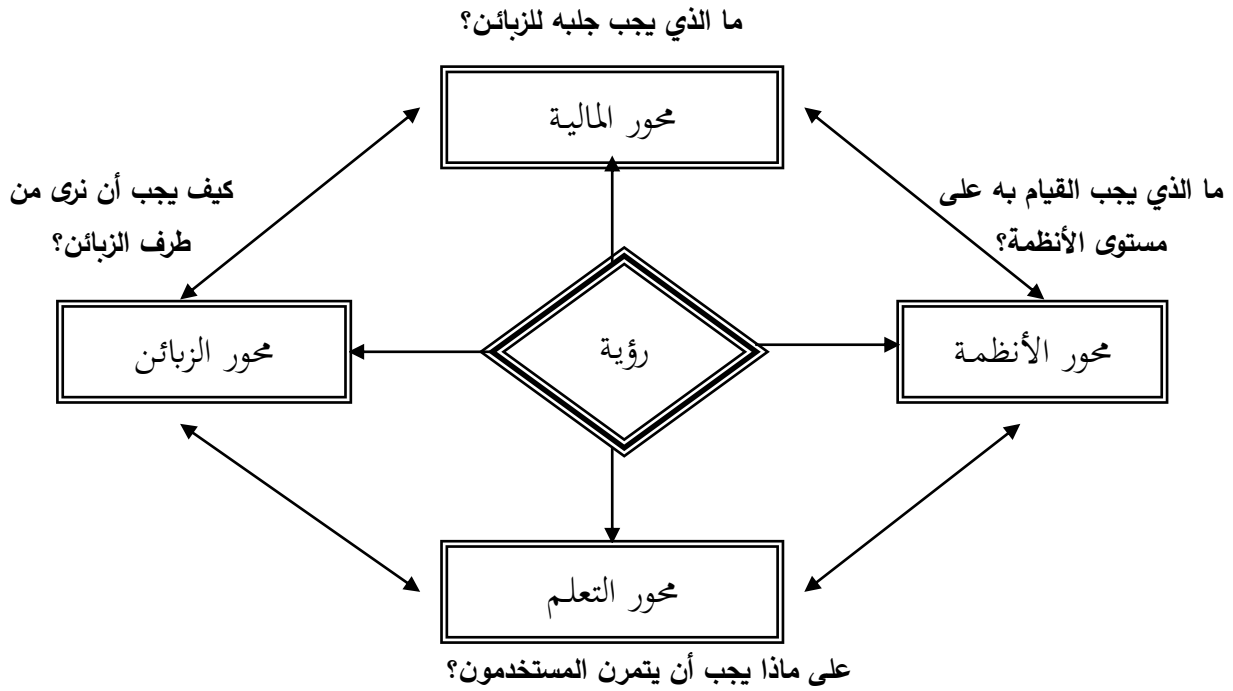 ما الذي يجب جلبه للزبائن؟
محور المالية
ما الذي يجب القيام به على
مستوى الأنظمة؟
كيف يجب أن نرى من
طرف الزبائن؟
محور الأنظمة
رؤية
محور الزبائن
محور التعلم
على ماذا يجب أن يتمرن المستخدمون؟